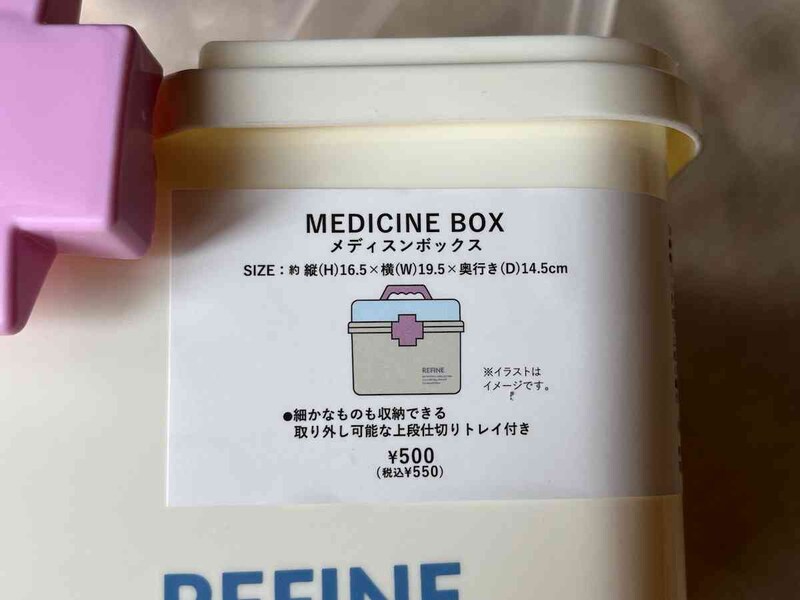 MEDICINE BOX
メディスンボックス
SIZE：約 縦(H)16.5×横(W)19.5×奥行き(D)14.5cm
REFINE
※イラストは
イメージです。
●細かなものも収納できる
取り外し可能な上段仕切りトレイ付き
¥500
(税込¥550)
REFINE